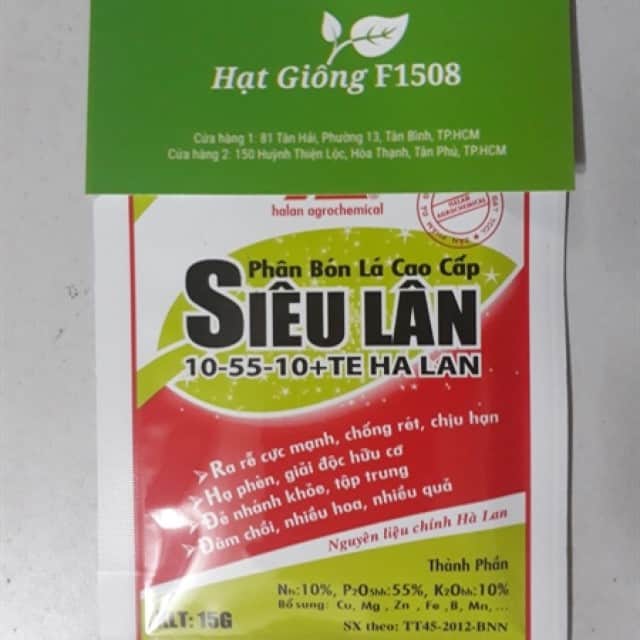 Hạt Giông F1508
Cửa hàng 1: 81 Tân Hải, Phường 13, Tân Bình, TP.HCM
Cửa hàng 2: 150 Huỳnh Thiện Lộc, Hòa Thạnh, Tân Phú, TP.HCM
halan agrochemical
HALAN
AGROCHEMICAL
Phân Bón Lá Cao Cấp
SIÊU LÂN
10-55-10+TE HA LAN
Ra rễ cực mạnh, chống rét, chịu hạn
Hạ phèn, giải độc hữu cơ
Đẻ nhánh khỏe, tập trung
Đâm chồi, nhiều hoa, nhiều quả
Nguyên liệu chính Hà Lan
Thành Phần
Nts:10%, P2O5hh:55%, K2Ohh:10%
Bổ sung: Cu, Mg, Zn, Fe, B, Mn,...
KLT: 15G
SX theo: TT45-2012-BNN